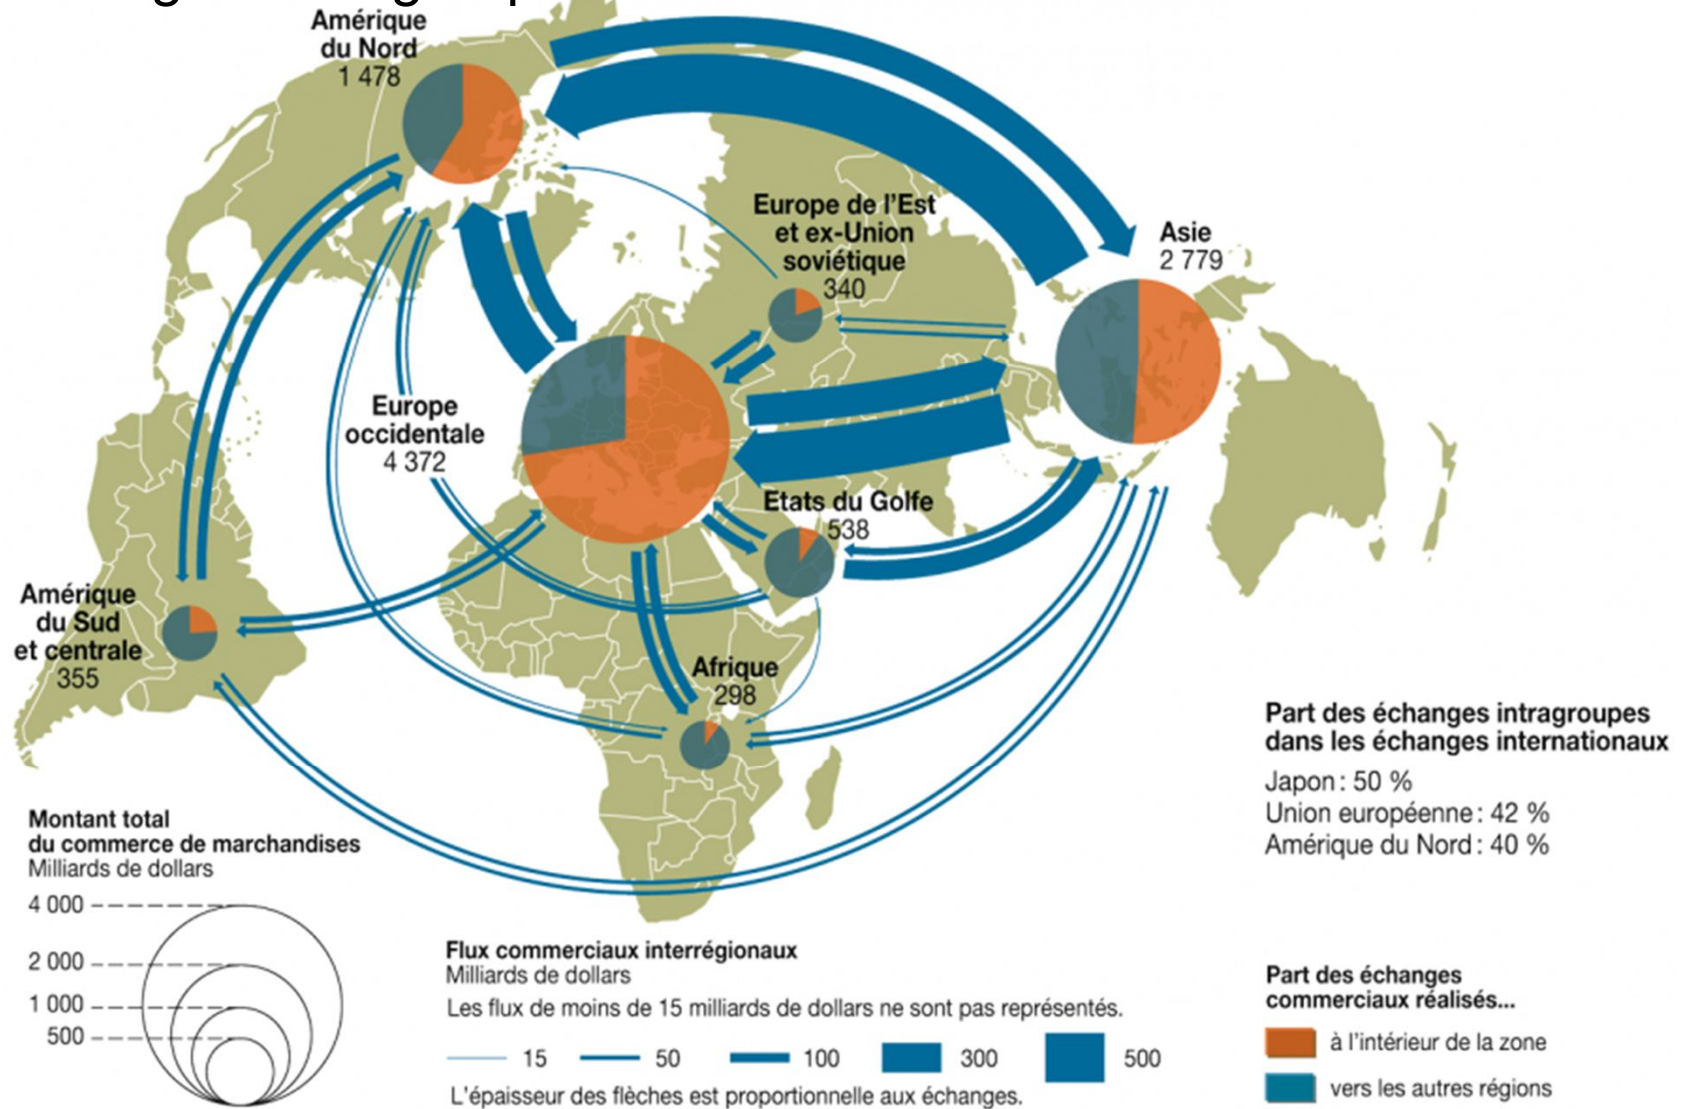 Amérique
du Nord
1 478
Europe de l'Est
et ex-Union
soviétique
340
Asie
2 779
Europe
occidentale
4 372
Etats du Golfe
538
Amérique
du Sud
et centrale
355
Afrique
298
Part des échanges intragroupes
dans les échanges internationaux
Japon : 50 %
Union européenne : 42 %
Amérique du Nord : 40 %
Montant total
du commerce de marchandises
Milliards de dollars
4 000
2 000
1 000
500
Flux commerciaux interrégionaux
Milliards de dollars
Les flux de moins de 15 milliards de dollars ne sont pas représentés.
15 50 100 300 500
L'épaisseur des flèches est proportionnelle aux échanges.
Part des échanges
commerciaux réalisés...
à l'intérieur de la zone
vers les autres régions